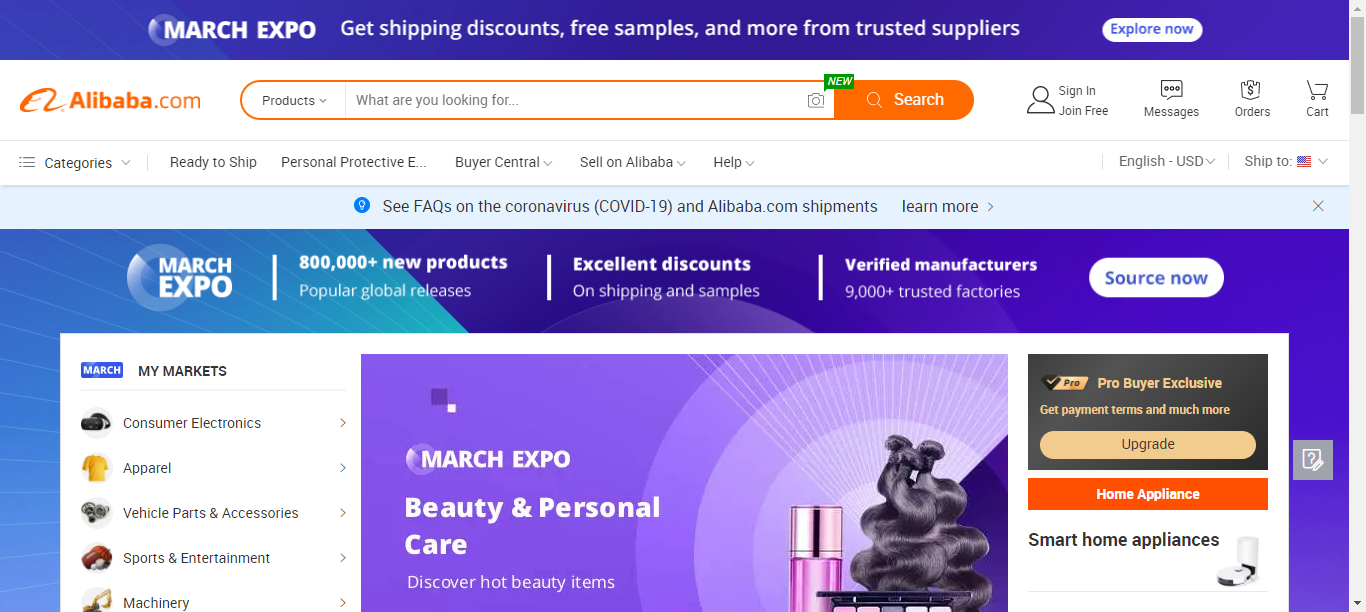 MARCH EXPO Get shipping discounts, free samples, and more from trusted suppliers Explore now
Alibaba.com Products What are you looking for... NEW Search Sign In
Join Free Messages Orders Cart
Categories Ready to Ship Personal Protective E... Buyer Central Sell on Alibaba Help English - USD Ship to:
See FAQs on the coronavirus (COVID-19) and Alibaba.com shipments learn more
MARCH
EXPO
800,000+ new products
Popular global releases
Excellent discounts
On shipping and samples
Verified manufacturers
9,000+ trusted factories
Source now
MARCH MY MARKETS
Consumer Electronics
Apparel
Vehicle Parts & Accessories
Sports & Entertainment
Machinery
MARCH EXPO
Beauty & Personal
Care
Discover hot beauty items
Pro Pro Buyer Exclusive
Get payment terms and much more
Upgrade
Home Appliance
Smart home appliances